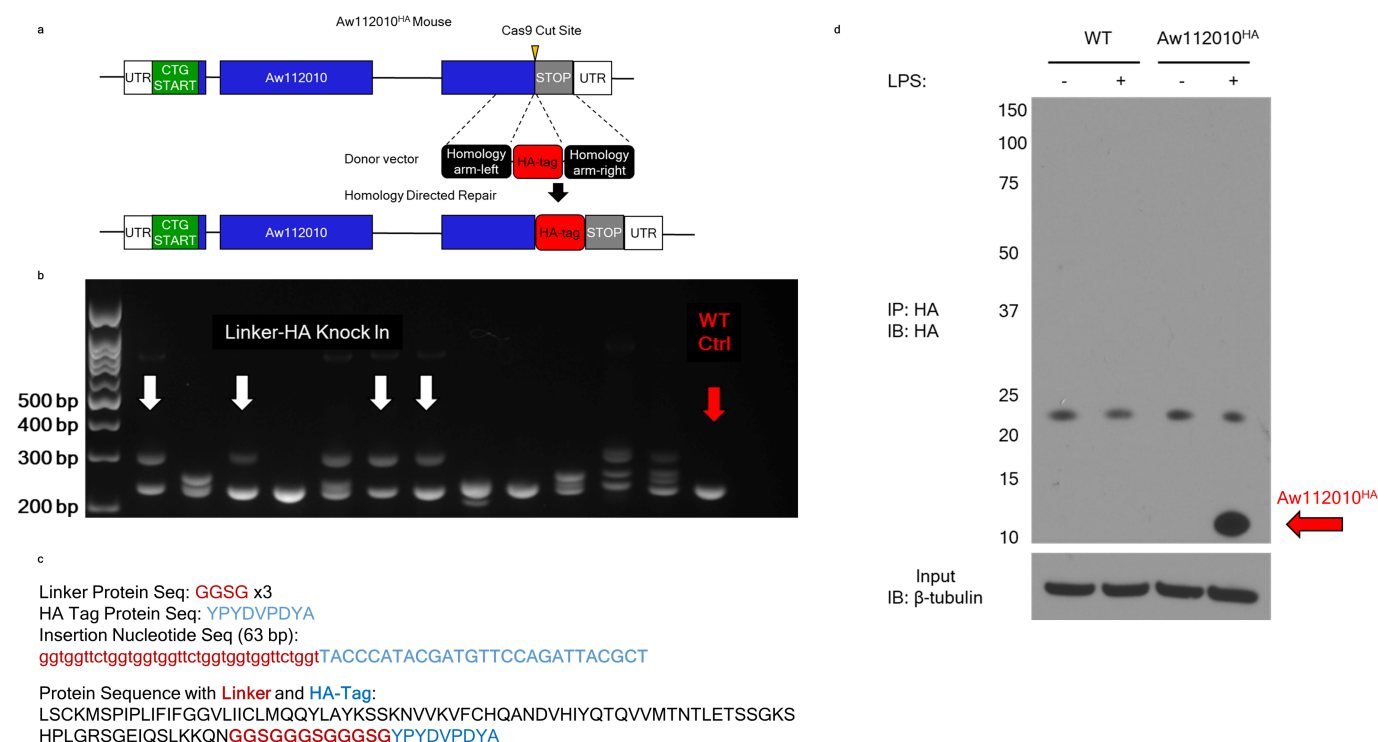 a
Aw112010HA Mouse
Cas9 Cut Site
UTR
CTG
START
Aw112010
STOP
UTR
Donor vector
Homology
arm-left
HA-tag
Homology
arm-right
Homology Directed Repair
UTR
CTG
START
Aw112010
HA-tag
STOP
UTR
b
Linker-HA Knock In
WT
Ctrl
500 bp
400 bp
300 bp
200 bp
c
Linker Protein Seq: GGSG x3
HA Tag Protein Seq: YPYDVPDYA
Insertion Nucleotide Seq (63 bp):
ggtggttctggtggtggttctggtggtggttctggtTACCCATACGATGTTCCAGATTACGCT
Protein Sequence with Linker and HA-Tag:
LSCKMSPIPLIFIFGGVLIICLMQQYLAYKSSKNVVKVFCHQANDVHIYQTQVVMTNTLETSSGKS
HPLGRSGEIQSLKKQNGGSGGGSGGGSGYPYDVPDYA
d
WT
Aw112010HA
LPS:
-
+
-
+
150
100
75
50
37
25
20
15
10
IP: HA
IB: HA
Aw112010HA
Input
IB: β-tubulin